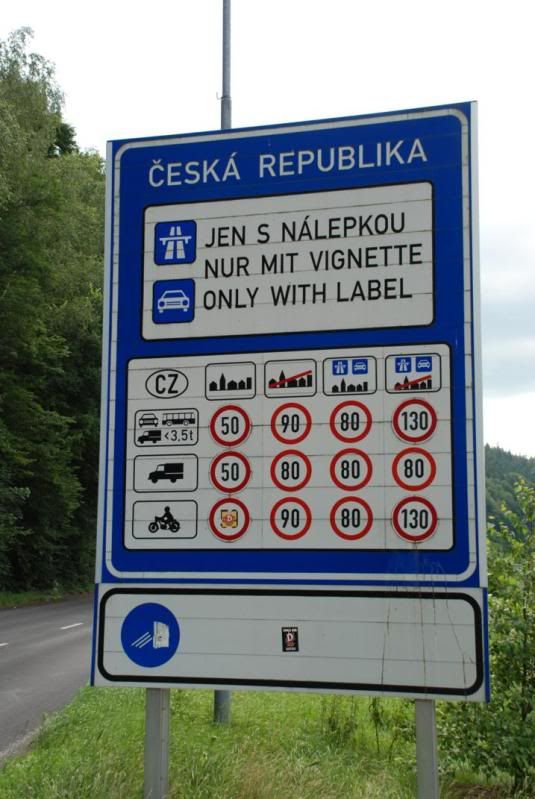 ČESKÁ REPUBLIKA
JEN S NÁLEPKOU
NUR MIT VIGNETTE
ONLY WITH LABEL
CZ
<3,5t 50 90 80 130
50 80 80 80
90 80 130